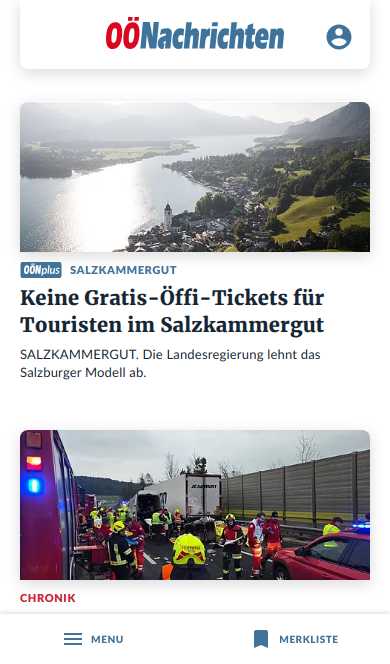 OÖNachrichten
OÖNplus SALZKAMMERGUT
Keine Gratis-Öffi-Tickets für
Touristen im Salzkammergut
SALZKAMMERGUT. Die Landesregierung lehnt das
Salzburger Modell ab.
CHRONIK
MENU
MERKLISTE